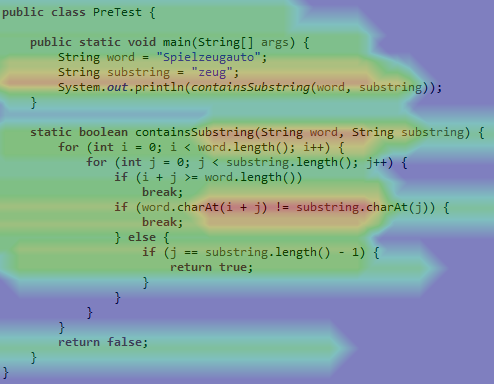 public class PreTest {
public static void main(String[] args) {
String word = "Spielzeugauto";
String substring = "zeug";
System.out.println(containsSubstring(word, substring));
}
static boolean containsSubstring(String word, String substring) {
for (int i = 0; i < word.length(); i++) {
for (int j = 0; j < substring.length(); j++) {
if (i + j >= word.length())
break;
if (word.charAt(i + j) != substring.charAt(j)) {
break;
} else {
if (j == substring.length() - 1) {
return true;
}
}
}
}
return false;
}
}